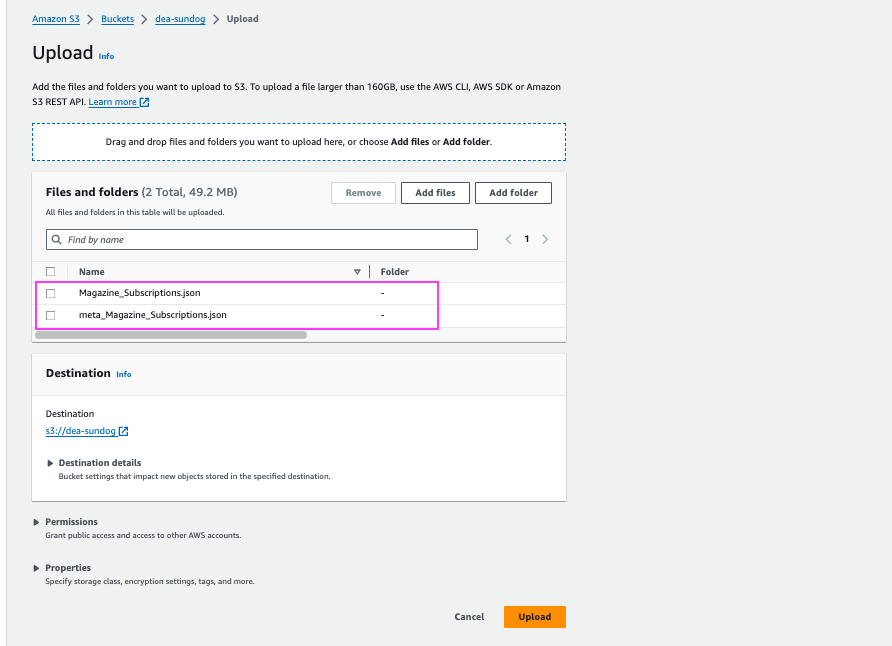 Amazon S3 > Buckets > dea-sundog > Upload
Upload Info
Add the files and folders you want to upload to S3. To upload a file larger than 160GB, use the AWS CLI, AWS SDK or Amazon
S3 REST API. Learn more
Drag and drop files and folders you want to upload here, or choose Add files or Add folder.
Files and folders (2 Total, 49.2 MB)
Remove
Add files
Add folder
All files and folders in this table will be uploaded.
Find by name
< 1 >
Name
Folder
Magazine_Subscriptions.json -
meta_Magazine_Subscriptions.json -
Destination Info
Destination
s3://dea-sundog
Destination details
Bucket settings that impact new objects stored in the specified destination.
Permissions
Grant public access and access to other AWS accounts.
Properties
Specify storage class, encryption settings, tags, and more.
Cancel
Upload